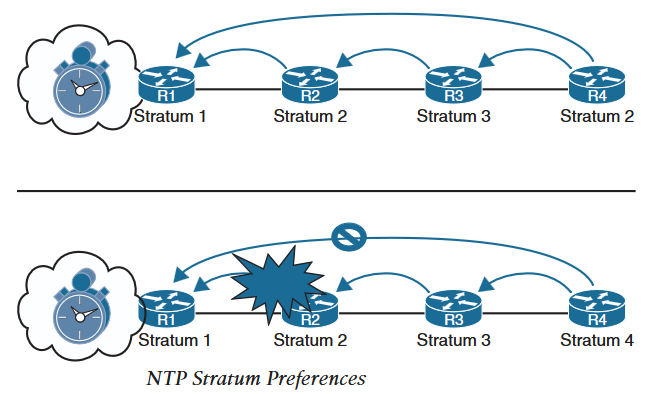 R1 R2 R3 R4
Stratum 1 Stratum 2 Stratum 3 Stratum 2
R1 R2 R3 R4
Stratum 1 Stratum 2 Stratum 3 Stratum 4
NTP Stratum Preferences